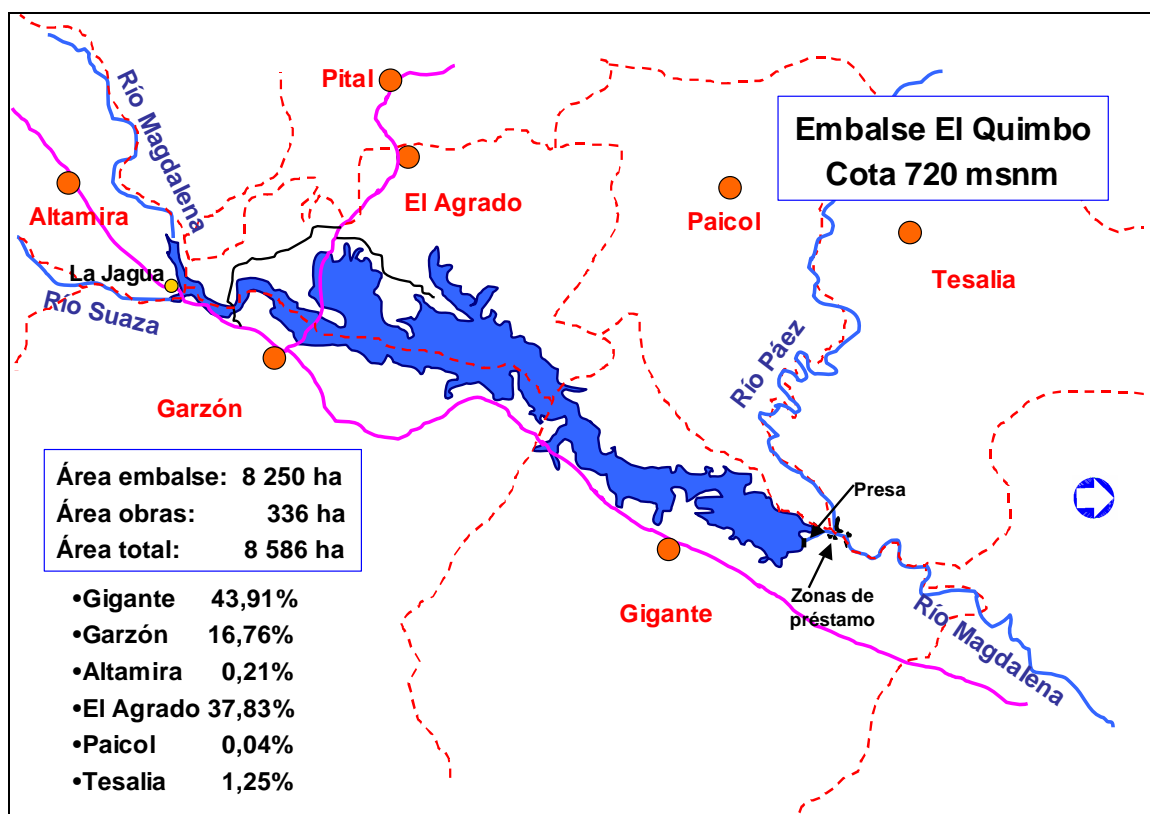 Río Magdalena
Pital
Embalse El Quimbo
Cota 720 msnm
El Agrado
Altamira
Paicol
Tesalia
La Jagua
Río Suaza
Río Páez
Garzón
Área embalse: 8 250 ha
Área obras: 336 ha
Área total: 8 586 ha
Presa
Zonas de
préstamo
Gigante
Río Magdalena
•Gigante 43,91%
•Garzón 16,76%
•Altamira 0,21%
•El Agrado 37,83%
•Paicol 0,04%
•Tesalia 1,25%